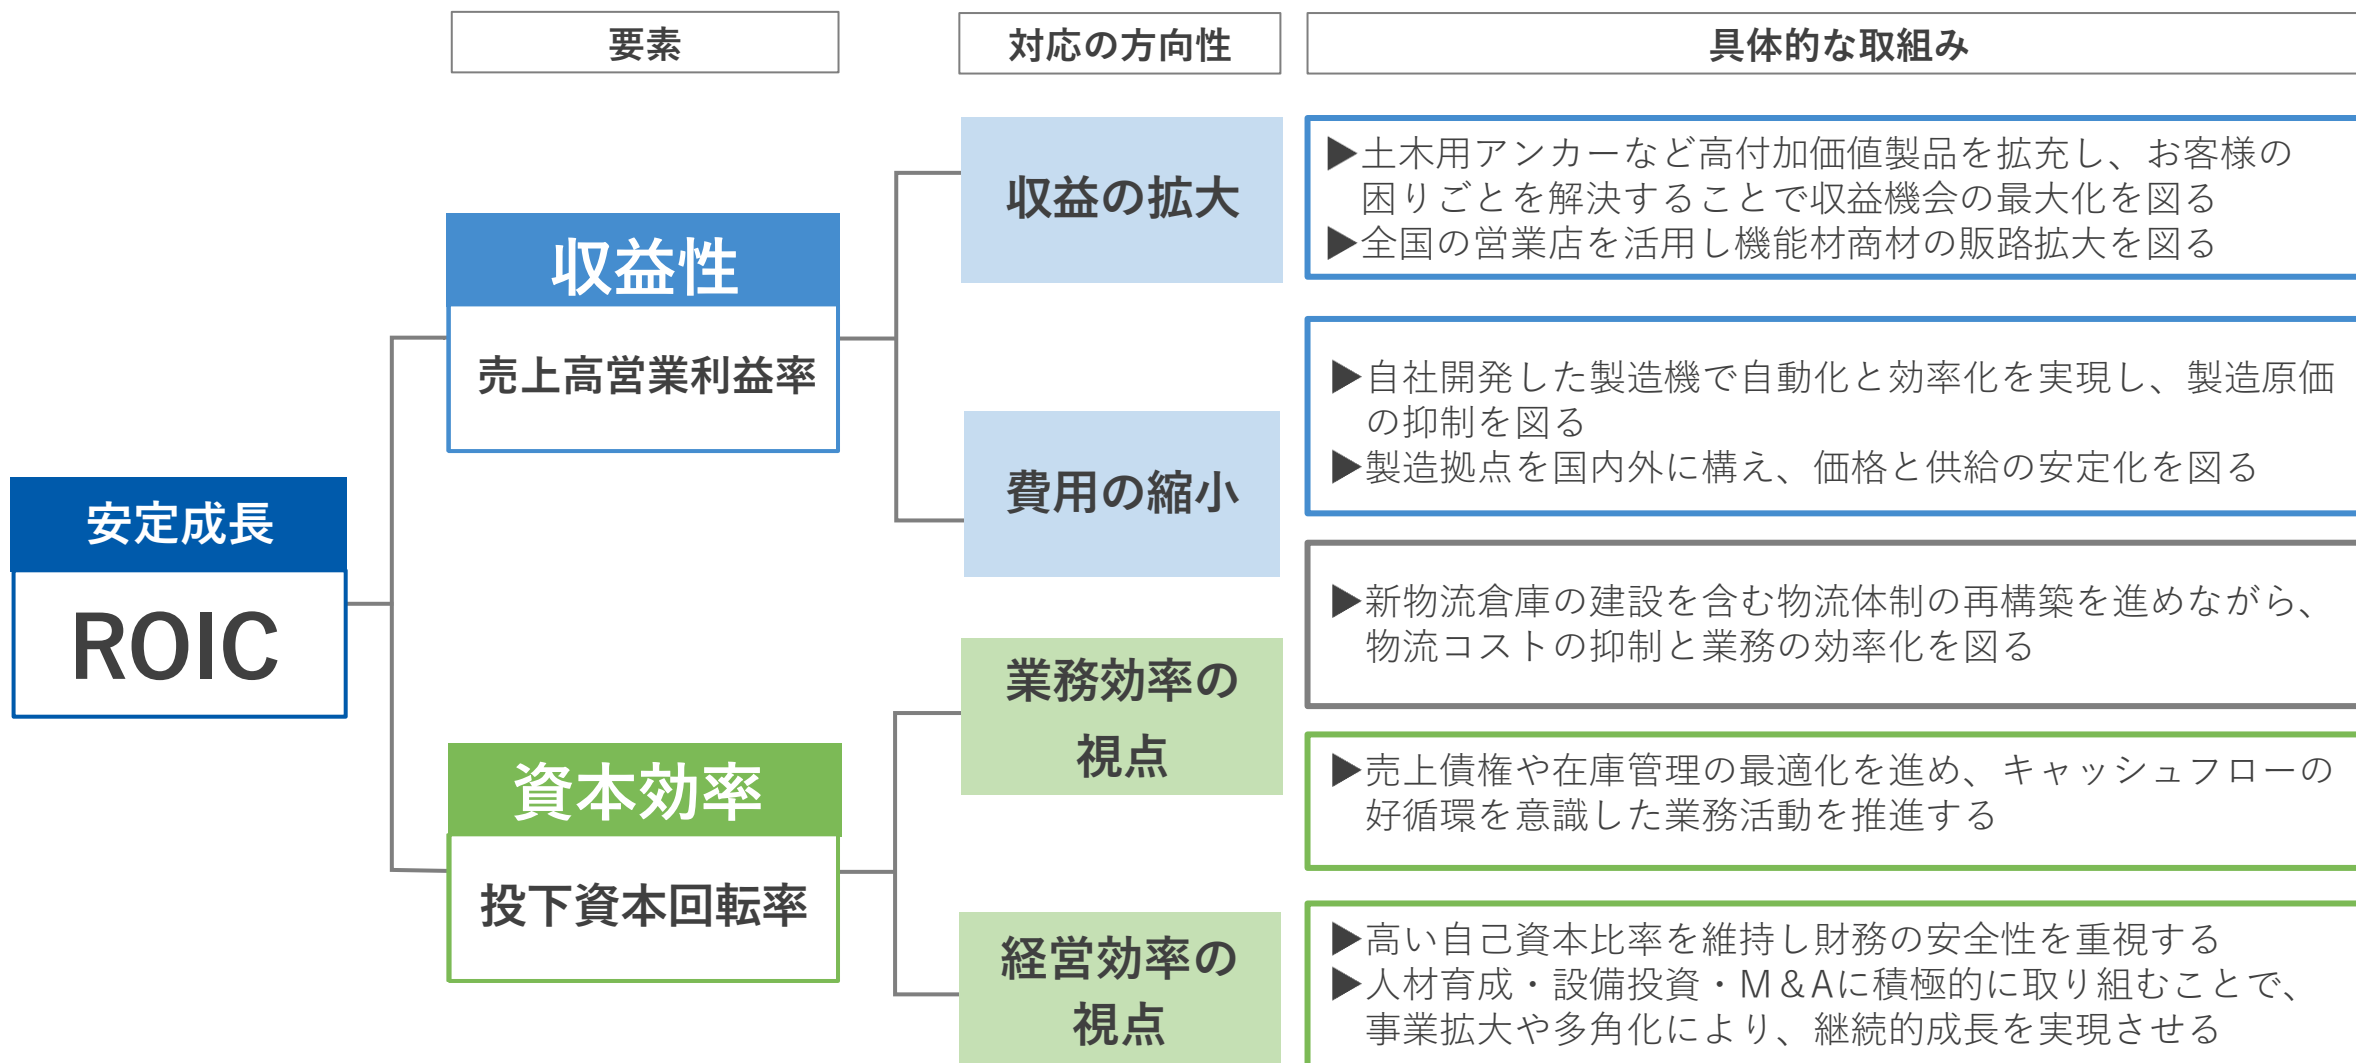 要素
対応の方向性
具体的な取組み
安定成長
ROIC
収益性
売上高営業利益率
収益の拡大
▶土木用アンカーなど高付加価値製品を拡充し、お客様の
困りごとを解決することで収益機会の最大化を図る
▶全国の営業店を活用し機能材商材の販路拡大を図る
費用の縮小
▶自社開発した製造機で自動化と効率化を実現し、製造原価
の抑制を図る
▶製造拠点を国内外に構え、価格と供給の安定化を図る
▶新物流倉庫の建設を含む物流体制の再構築を進めながら、
物流コストの抑制と業務の効率化を図る
資本効率
投下資本回転率
業務効率の
視点
▶売上債権や在庫管理の最適化を進め、キャッシュフローの
好循環を意識した業務活動を推進する
経営効率の
視点
▶高い自己資本比率を維持し財務の安全性を重視する
▶人材育成・設備投資・M＆Aに積極的に取り組むことで、
事業拡大や多角化により、継続的成長を実現させる